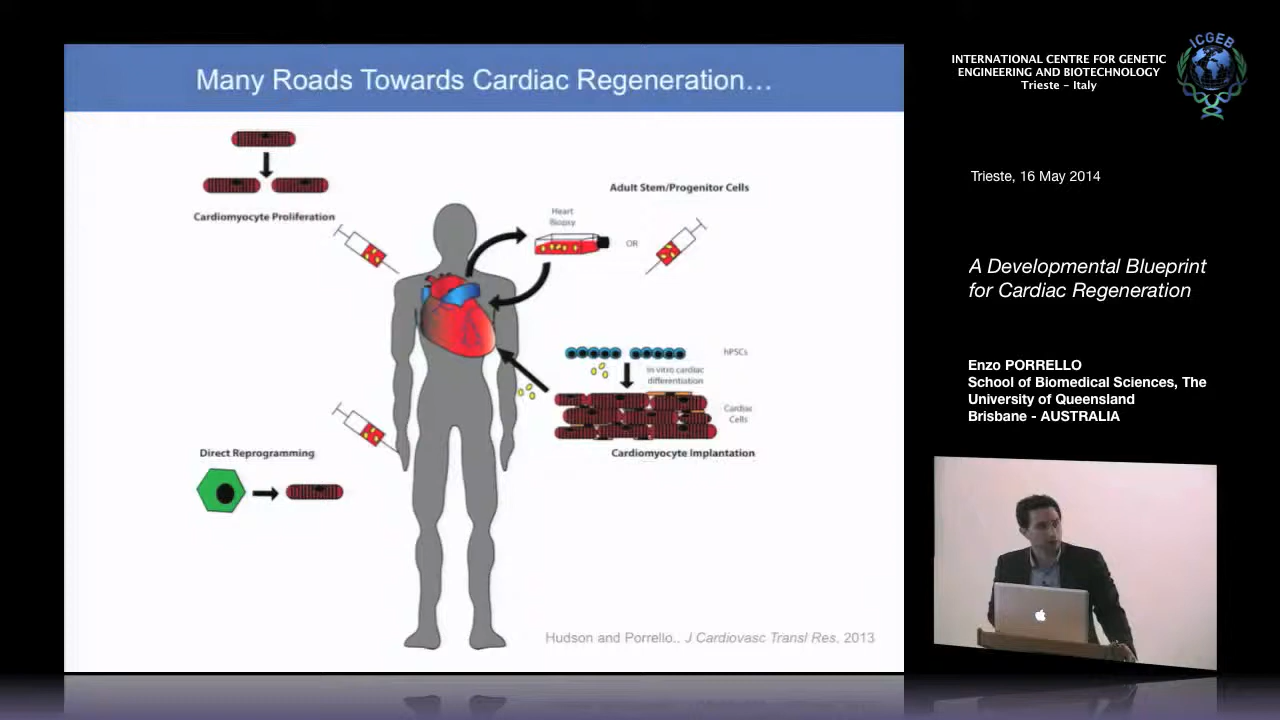 Many Roads Towards Cardiac Regeneration…
Cardiomyocyte Proliferation
Adult Stem/Progenitor Cells
Heart
Biopsy
OR
hPSCs
In vitro cardiac
differentiation
Cardiac
Cells
Cardiomyocyte Implantation
Direct Reprogramming
Hudson and Porrello.. J Cardiovasc Transl Res. 2013
INTERNATIONAL CENTRE FOR GENETIC
ENGINEERING AND BIOTECHNOLOGY
Trieste – Italy
ICGEB
Trieste, 16 May 2014
A Developmental Blueprint
for Cardiac Regeneration
Enzo PORRELLO
School of Biomedical Sciences, The
University of Queensland
Brisbane - AUSTRALIA